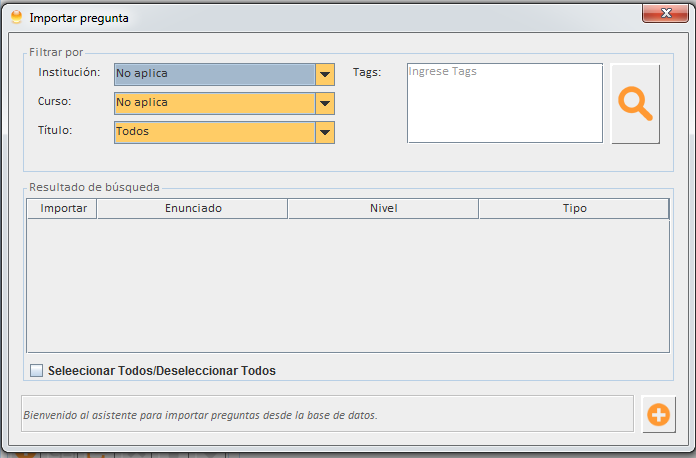 Importar pregunta
Filtrar por
Institución: No aplica
Tags: Ingrese Tags
Curso: No aplica
Título: Todos
Resultado de búsqueda
Importar Enunciado Nivel Tipo
Seleecionar Todos/Deseleccionar Todos
Bienvenido al asistente para importar preguntas desde la base de datos.